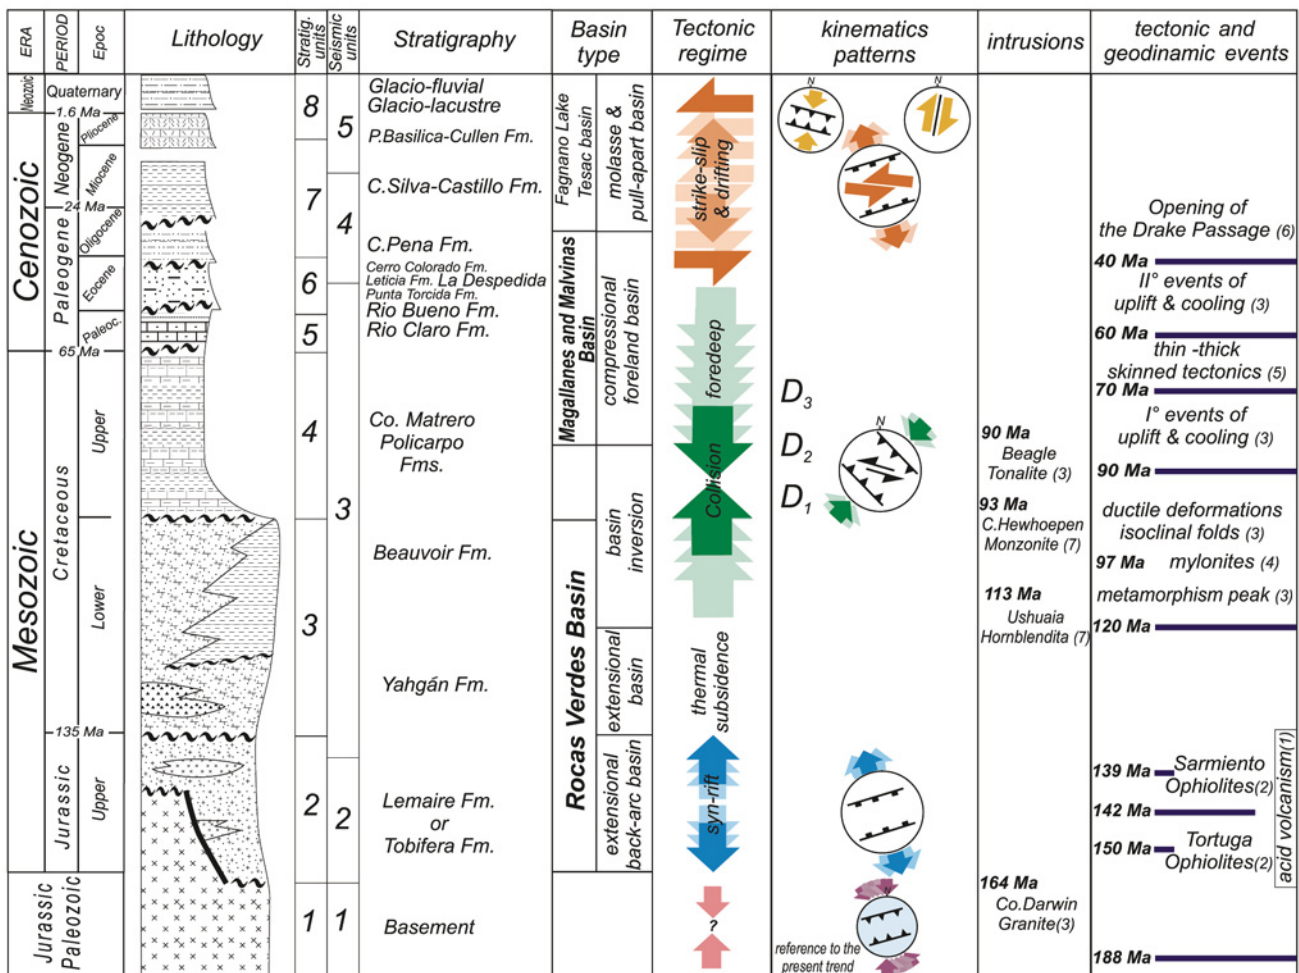 ERA
PERIOD
Epoc
Lithology
Stratig.
units
Seismic
units
Stratigraphy
Basin
type
Tectonic
regime
kinematics
patterns
intrusions
tectonic and
geodinamic events
Neozoic
Cenozoic
Mesozoic
Jurassic
Paleozoic
Quaternary
1.6 Ma
Neogene
24 Ma
Paleogene
65 Ma
Cretaceous
135 Ma
Jurassic
Pliocene
Miocene
Oligocene
Eocene
Paleoc.
Upper
Lower
Upper
8
7
6
5
4
3
2
1
5
4
3
2
1
Glacio-fluvial
Glacio-lacustre
P.Basilica-Cullen Fm.
C.Silva-Castillo Fm.
C.Pena Fm.
Cerro Colorado Fm.
Leticia Fm. La Despedida
Punta Torcida Fm.
Rio Bueno Fm.
Rio Claro Fm.
Co. Matrero
Policarpo
Fms.
Beauvoir Fm.
Yahgán Fm.
Lemaire Fm.
or
Tobifera Fm.
Basement
Fagnano Lake
Tesac basin
molasse &
pull-apart basin
Magallanes and Malvinas
Basin
compressional
foreland basin
Rocas Verdes Basin
basin
inversion
extensional
basin
extensional
back-arc basin
strike-slip
& drifting
foredeep
Collision
thermal
subsidence
syn-rift
?
N
N
D3
D2
D1
N
N
reference to the
present trend
90 Ma
Beagle
Tonalite (3)
93 Ma
C.Hewhoepen
Monzonite (7)
113 Ma
Ushuaia
Hornblendita (7)
164 Ma
Co.Darwin
Granite(3)
Opening of
the Drake Passage (6)
40 Ma
II° events of
uplift & cooling (3)
60 Ma
thin -thick
skinned tectonics (5)
70 Ma
I° events of
uplift & cooling (3)
90 Ma
ductile deformations
isoclinal folds (3)
97 Ma mylonites (4)
metamorphism peak (3)
120 Ma
139 Ma Sarmiento
Ophiolites(2)
142 Ma
150 Ma Tortuga
Ophiolites(2)
acid volcanism(1)
188 Ma